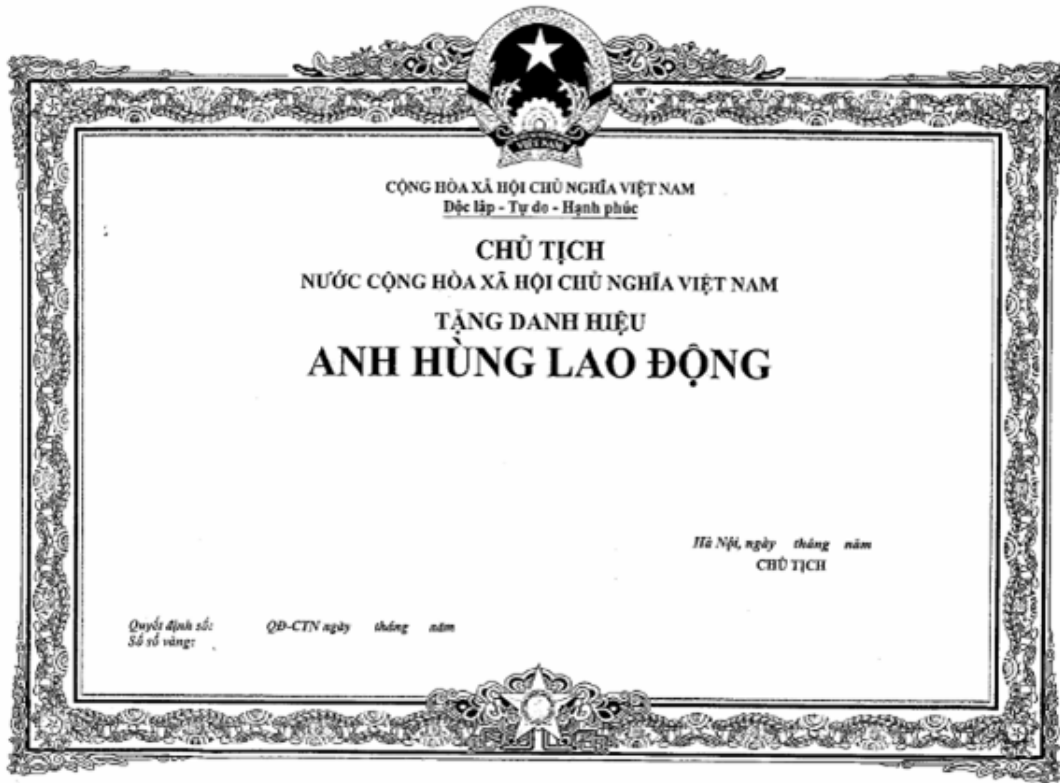 VIỆT NAM
CỘNG HÒA XÃ HỘI CHỦ NGHĨA VIỆT NAM
Độc lập - Tự do - Hạnh phúc
CHỦ TỊCH
NƯỚC CỘNG HÒA XÃ HỘI CHỦ NGHĨA VIỆT NAM
TẶNG DANH HIỆU
ANH HÙNG LAO ĐỘNG
Hà Nội, ngày tháng năm
CHỦ TỊCH
Quyết định số: QĐ-CTN ngày tháng năm
Số sổ vàng: